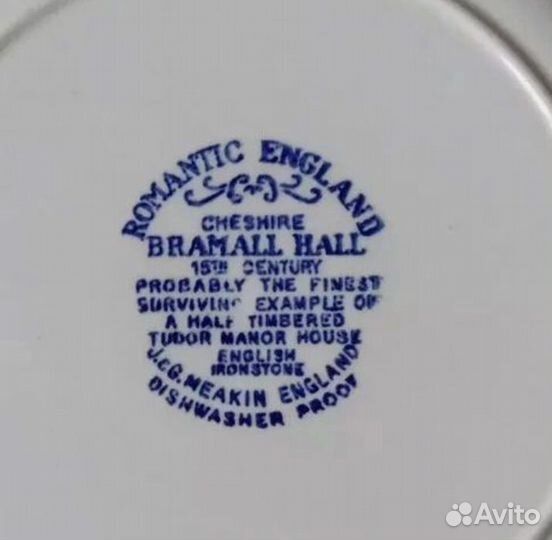 ROMANTIC ENGLAND
CHESHIRE
BRAMALL HALL
15TH CENTURY
PROBABLY THE FINEST
SURVIVING EXAMPLE OF
A HALF TIMBERED
TUDOR MANOR HOUSE
ENGLISH
IRONSTONE
J. & G. MEAKIN ENGLAND
DISHWASHER PROOF
Avito